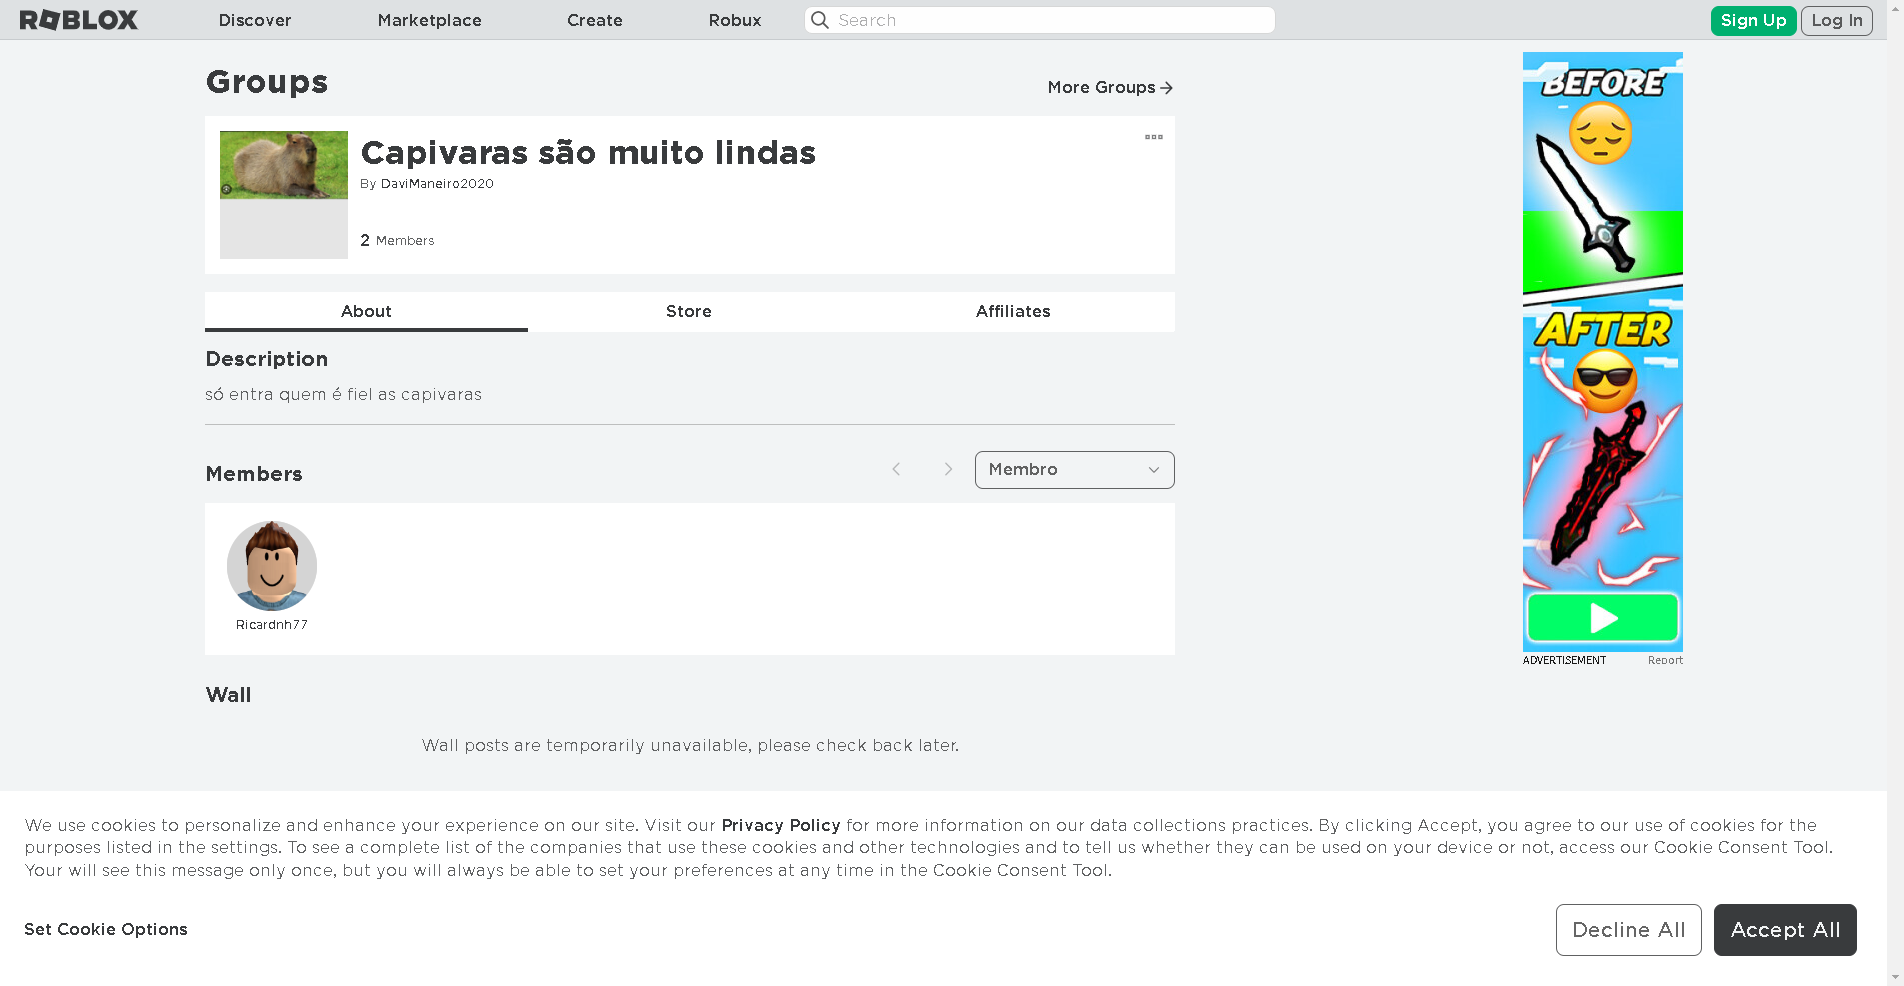 ROBLOX
Discover
Marketplace
Create
Robux
Search
Sign Up
Log In
Groups
More Groups
Capivaras são muito lindas
By DaviManeiro2020
2 Members
About
Store
Affiliates
Description
só entra quem é fiel as capivaras
Members
Membro
Ricardnh77
Wall
Wall posts are temporarily unavailable, please check back later.
BEFORE
AFTER
ADVERTISEMENT
Report
We use cookies to personalize and enhance your experience on our site. Visit our Privacy Policy for more information on our data collections practices. By clicking Accept, you agree to our use of cookies for the
purposes listed in the settings. To see a complete list of the companies that use these cookies and other technologies and to tell us whether they can be used on your device or not, access our Cookie Consent Tool.
Your will see this message only once, but you will always be able to set your preferences at any time in the Cookie Consent Tool.
Set Cookie Options
Decline All
Accept All